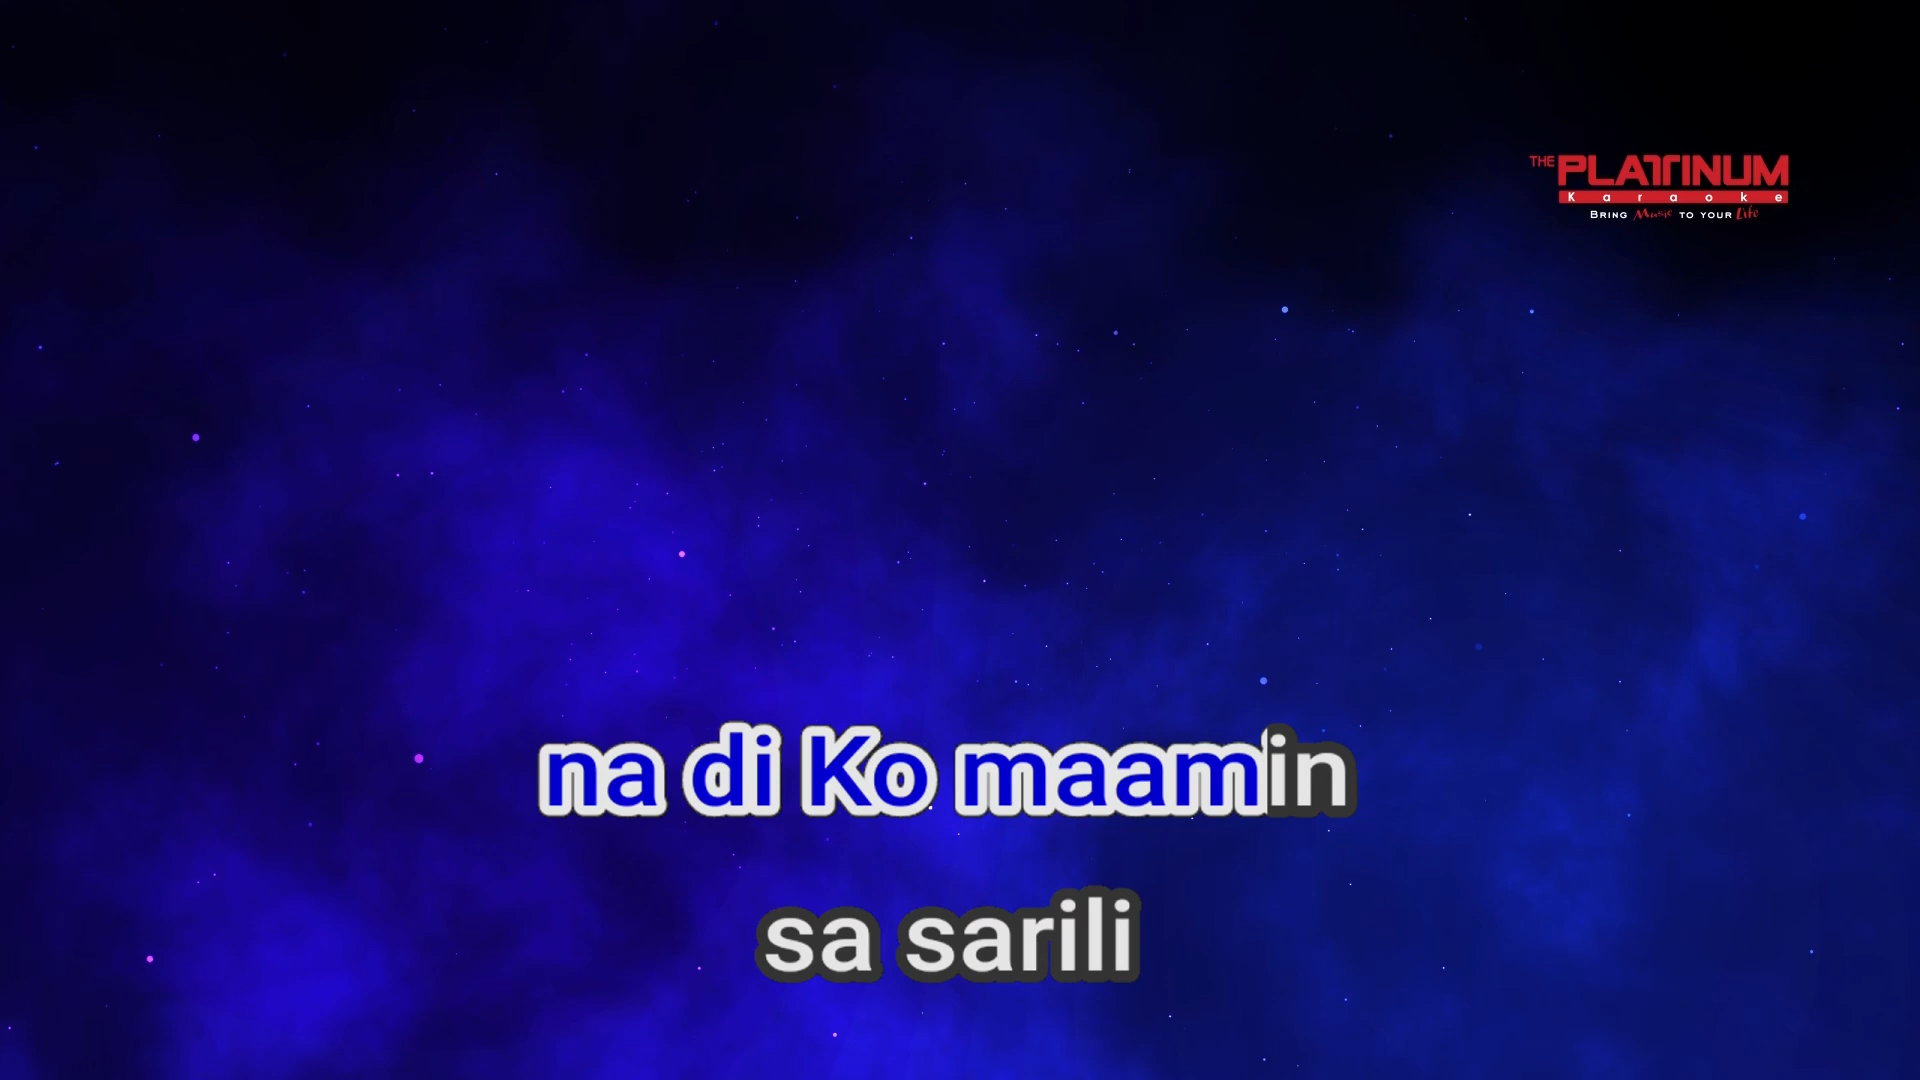 THE PLATINUM
Karaoke
BRING Music TO YOUR Life
na di Ko maamin
sa sarili